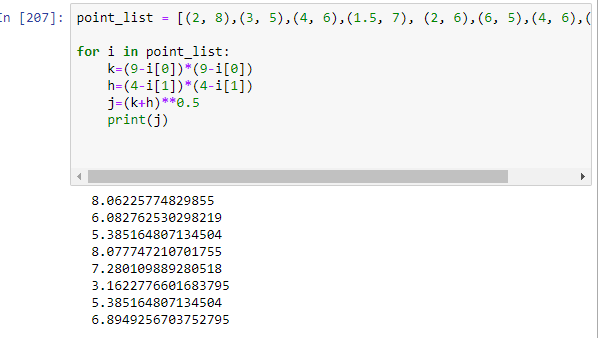 In [207]:
point_list = [(2, 8),(3, 5),(4, 6),(1.5, 7), (2, 6),(6, 5),(4, 6),(
for i in point_list:
k=(9-i[0])*(9-i[0])
h=(4-i[1])*(4-i[1])
j=(k+h)**0.5
print(j)
8.06225774829855
6.082762530298219
5.385164807134504
8.077747210701755
7.280109889280518
3.1622776601683795
5.385164807134504
6.8949256703752795